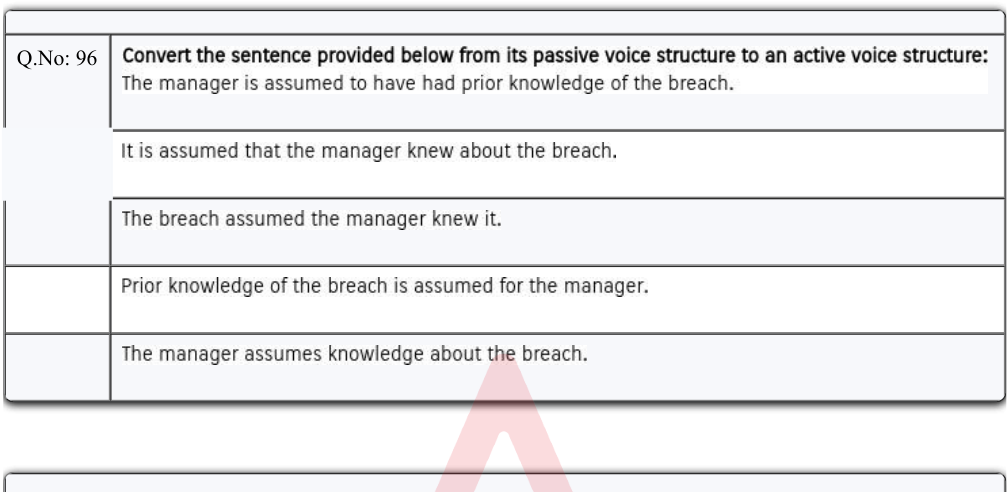 Q.No: 96
Convert the sentence provided below from its passive voice structure to an active voice structure:
The manager is assumed to have had prior knowledge of the breach.
It is assumed that the manager knew about the breach.
The breach assumed the manager knew it.
Prior knowledge of the breach is assumed for the manager.
The manager assumes knowledge about the breach.